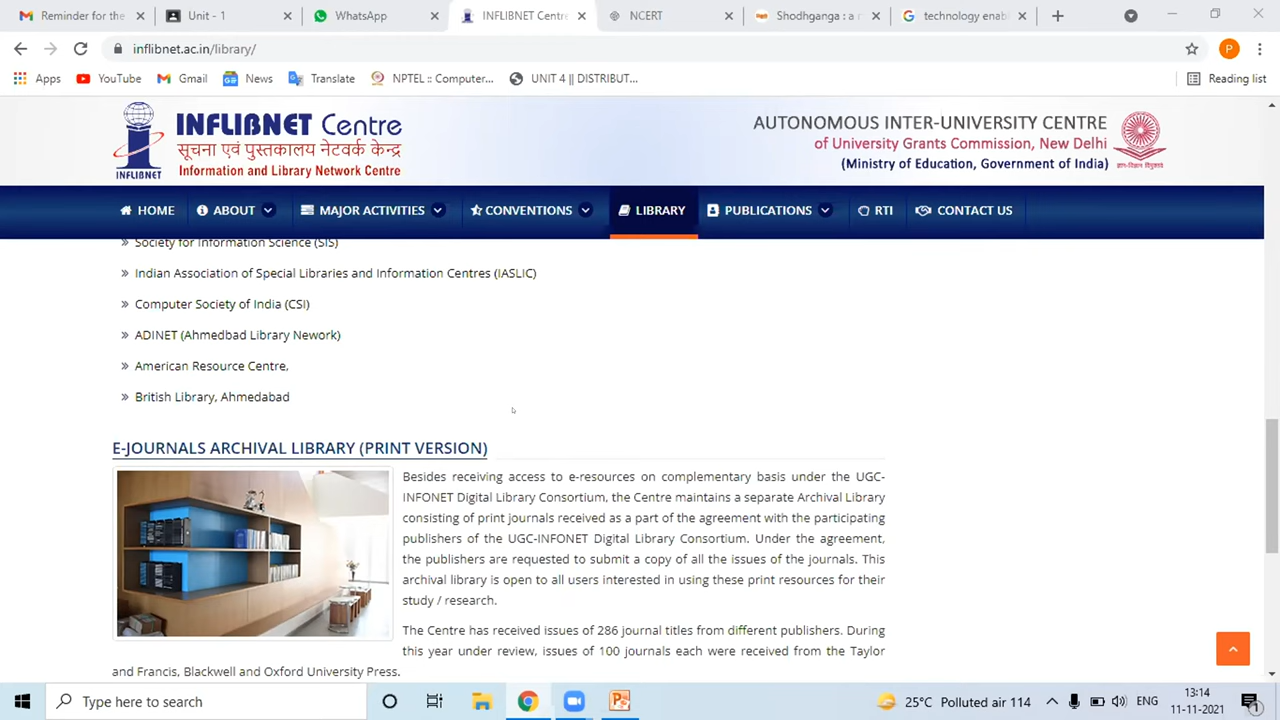 Reminder for the
Unit - 1
WhatsApp
INFLIBNET Centre
NCERT
Shodhganga : a r
technology enab
inflibnet.ac.in/library/
P
Apps
YouTube
Gmail
News
Translate
NPTEL :: Computer...
UNIT 4 || DISTRIBUT...
Reading list
INFLIBNET Centre
सूचना एवं पुस्तकालय नेटवर्क केन्द्र
Information and Library Network Centre
INFLIBNET
AUTONOMOUS INTER-UNIVERSITY CENTRE
of University Grants Commission, New Delhi
(Ministry of Education, Government of India)
HOME
ABOUT
MAJOR ACTIVITIES
CONVENTIONS
LIBRARY
PUBLICATIONS
RTI
CONTACT US
Society for Information Science (SIS)
Indian Association of Special Libraries and Information Centres (IASLIC)
Computer Society of India (CSI)
ADINET (Ahmedbad Library Nework)
American Resource Centre,
British Library, Ahmedabad
E-JOURNALS ARCHIVAL LIBRARY (PRINT VERSION)
Besides receiving access to e-resources on complementary basis under the UGC-
INFONET Digital Library Consortium, the Centre maintains a separate Archival Library
consisting of print journals received as a part of the agreement with the participating
publishers of the UGC-INFONET Digital Library Consortium. Under the agreement,
the publishers are requested to submit a copy of all the issues of the journals. This
archival library is open to all users interested in using these print resources for their
study / research.
The Centre has received issues of 286 journal titles from different publishers. During
this year under review, issues of 100 journals each were received from the Taylor
and Francis, Blackwell and Oxford University Press.
Type here to search
25°C Polluted air 114
ENG
13:14
11-11-2021